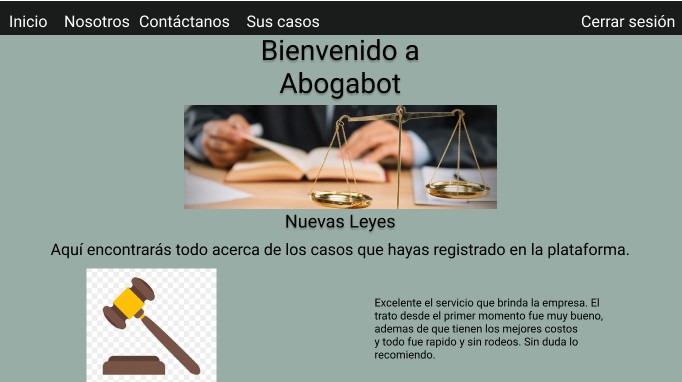 Inicio Nosotros Contáctanos Sus casos Cerrar sesión
Bienvenido a
Abogabot
Nuevas Leyes
Aquí encontrarás todo acerca de los casos que hayas registrado en la plataforma.
Excelente el servicio que brinda la empresa. El
trato desde el primer momento fue muy bueno,
ademas de que tienen los mejores costos
y todo fue rapido y sin rodeos. Sin duda lo
recomiendo.